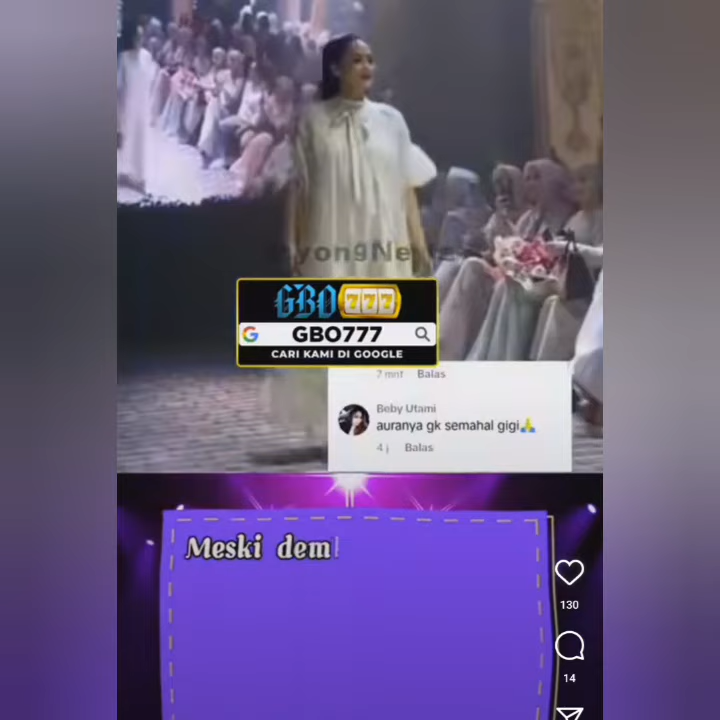 GBO777
GBO777
CARI KAMI DI GOOGLE
7 mnt Balas
Beby Utami
auranya gk semahal gigi🙏
4 j Balas
Meski dem
130
14